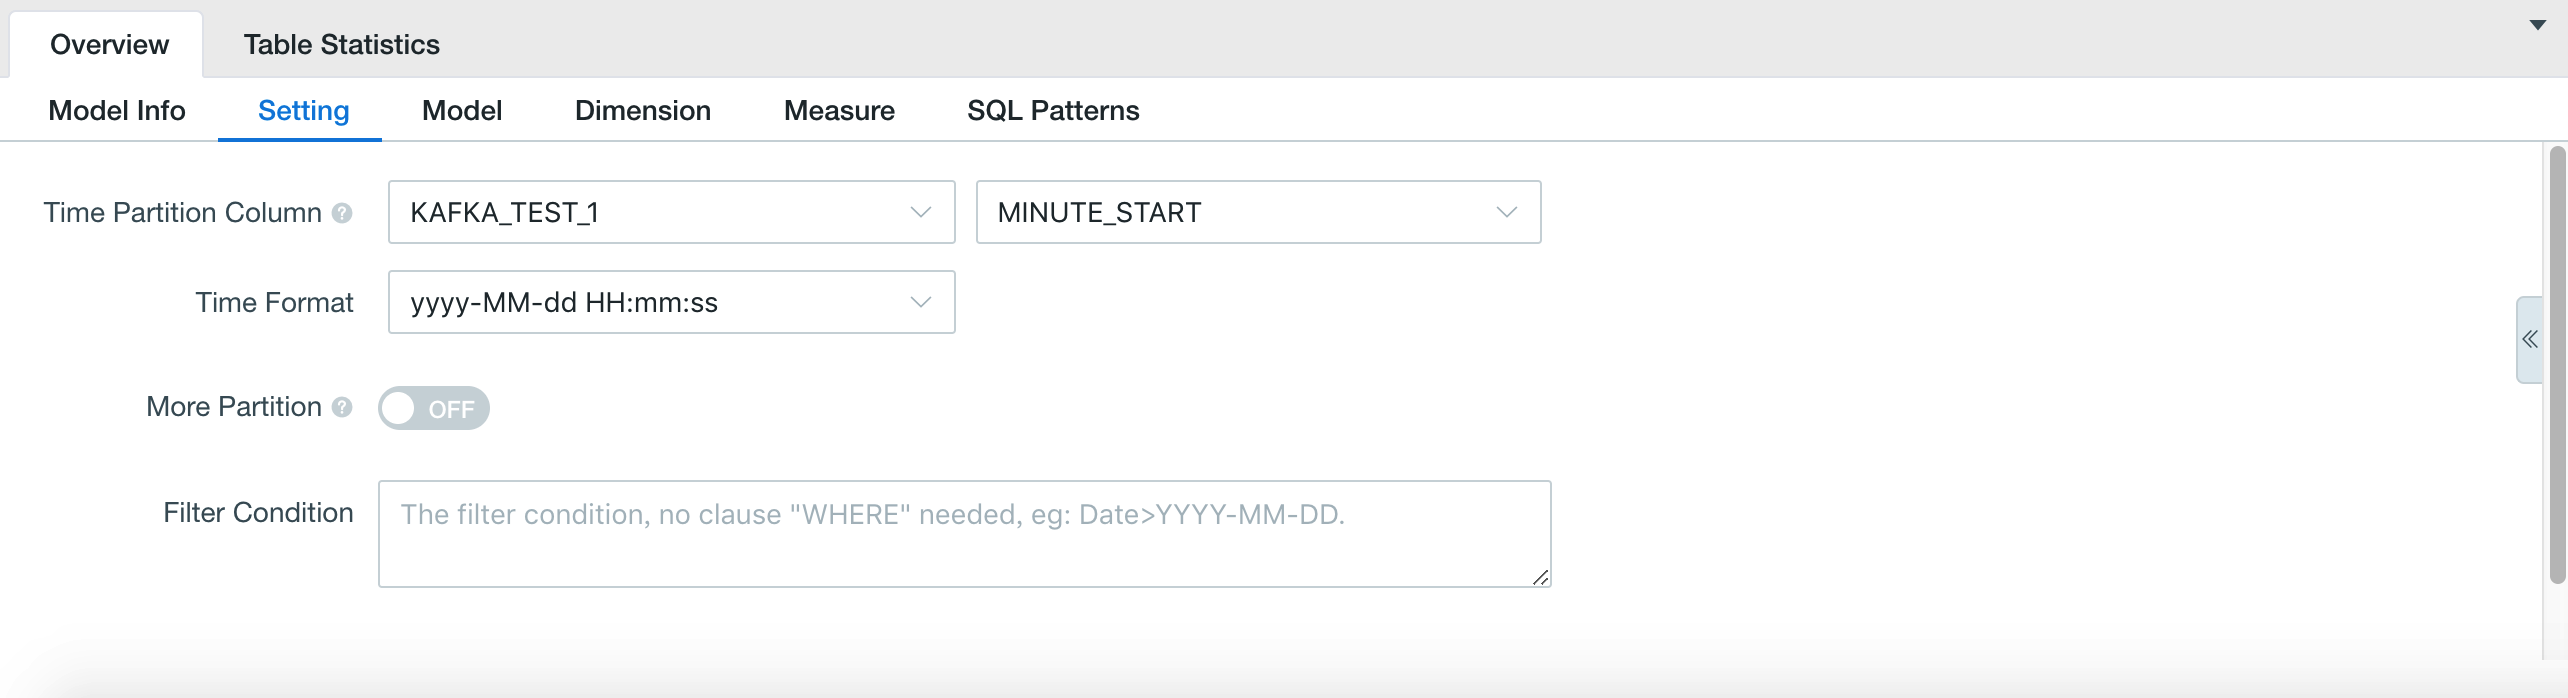 Overview Table Statistics
Model Info Setting Model Dimension Measure SQL Patterns
Time Partition Column ? KAFKA_TEST_1 MINUTE_START
Time Format yyyy-MM-dd HH:mm:ss
More Partition ? OFF
Filter Condition The filter condition, no clause "WHERE" needed, eg: Date>YYYY-MM-DD.